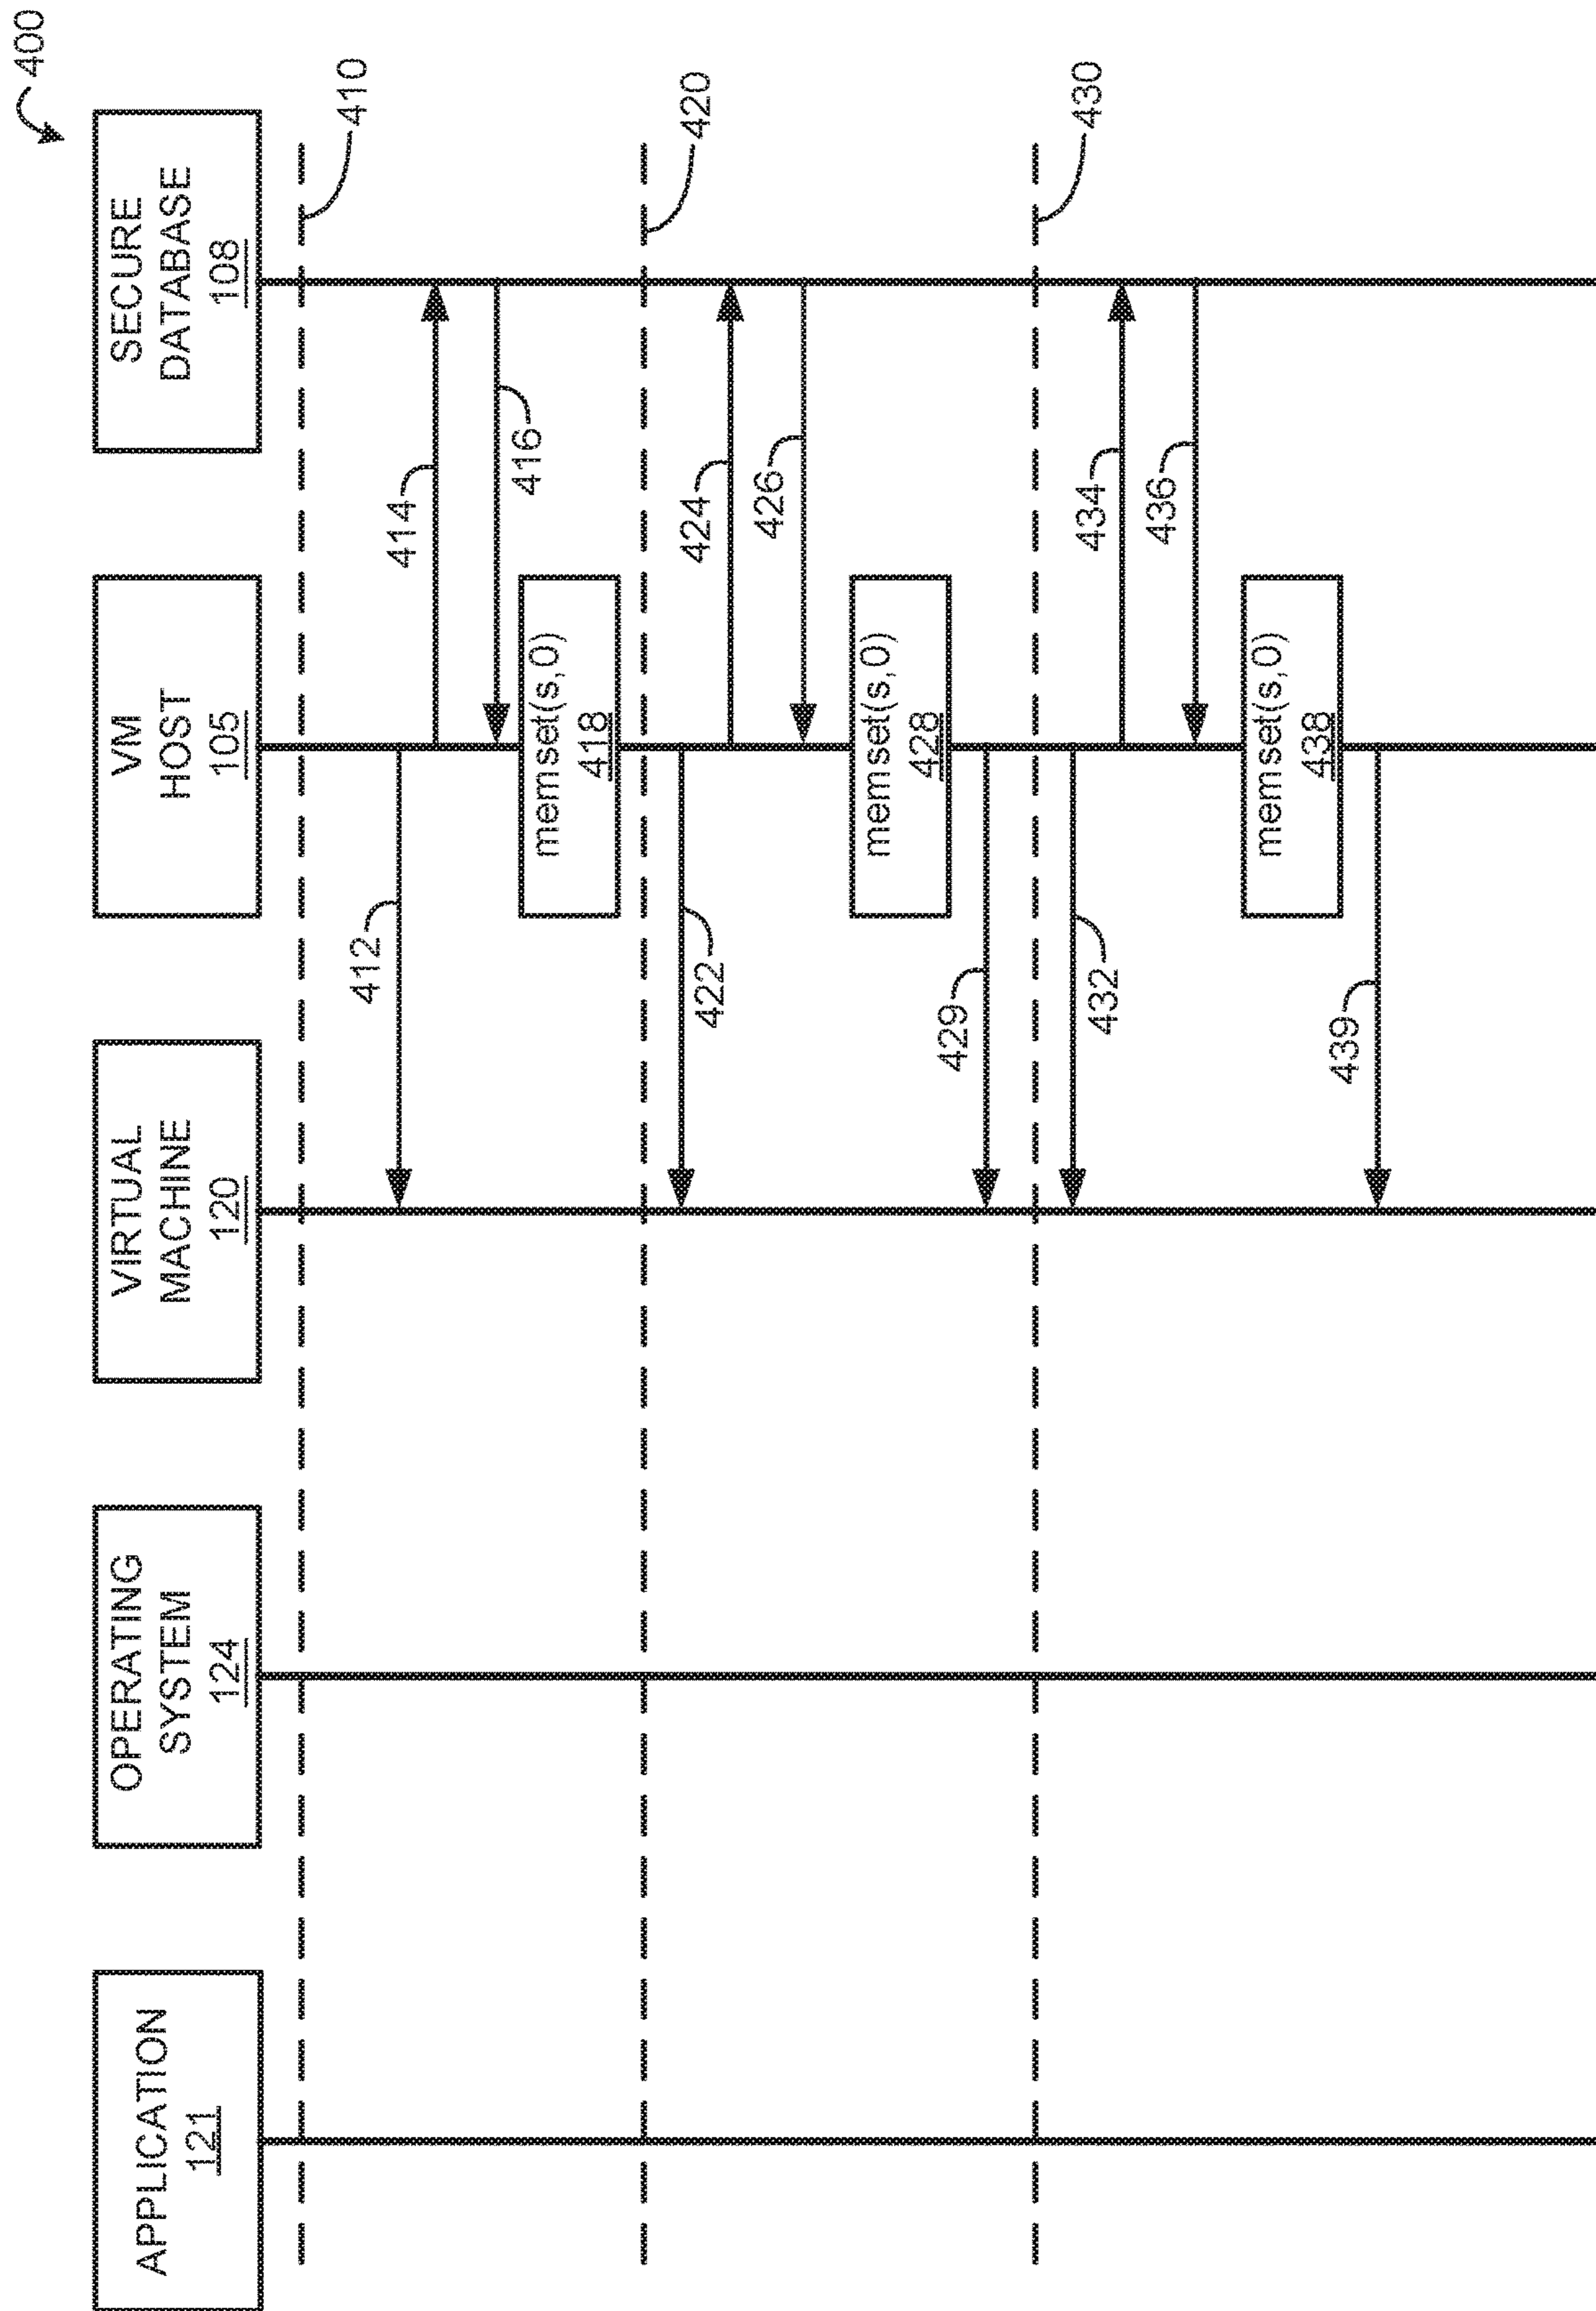 400
APPLICATION
121
OPERATING
SYSTEM
124
VIRTUAL
MACHINE
120
VM
HOST
105
SECURE
DATABASE
108
410
412
414
416
memset(s,0)
418
420
422
424
426
memset(s,0)
428
429
430
432
434
436
memset(s,0)
438
439